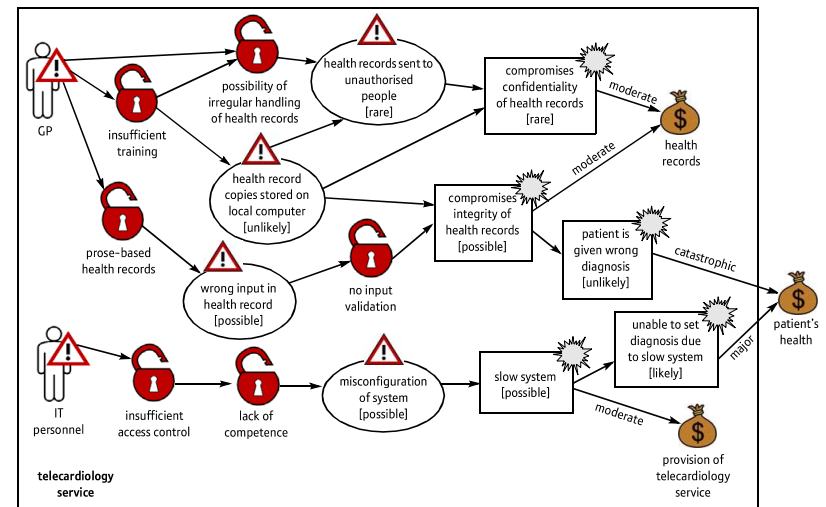 GP
insufficient
training
possibility of
irregular handling
of health records
health records sent to
unauthorised
people
[rare]
compromises
confidentiality
of health records
[rare]
moderate
health
records
health record
copies stored on
local computer
[unlikely]
moderate
compromises
integrity of
health records
[possible]
prose-based
health records
wrong input in
health record
[possible]
no input
validation
patient is
given wrong
diagnosis
[unlikely]
catastrophic
patient's
health
IT
personnel
insufficient
access control
lack of
competence
misconfiguration
of system
[possible]
slow system
[possible]
unable to set
diagnosis due
to slow system
[likely]
major
moderate
provision of
telecardiology
service
telecardiology
service